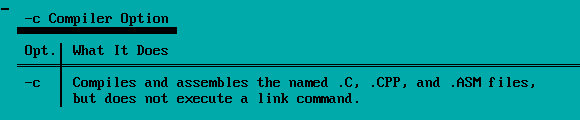 -c Compiler Option
Opt. What It Does
-c Compiles and assembles the named .C, .CPP, and .ASM files,
but does not execute a link command.